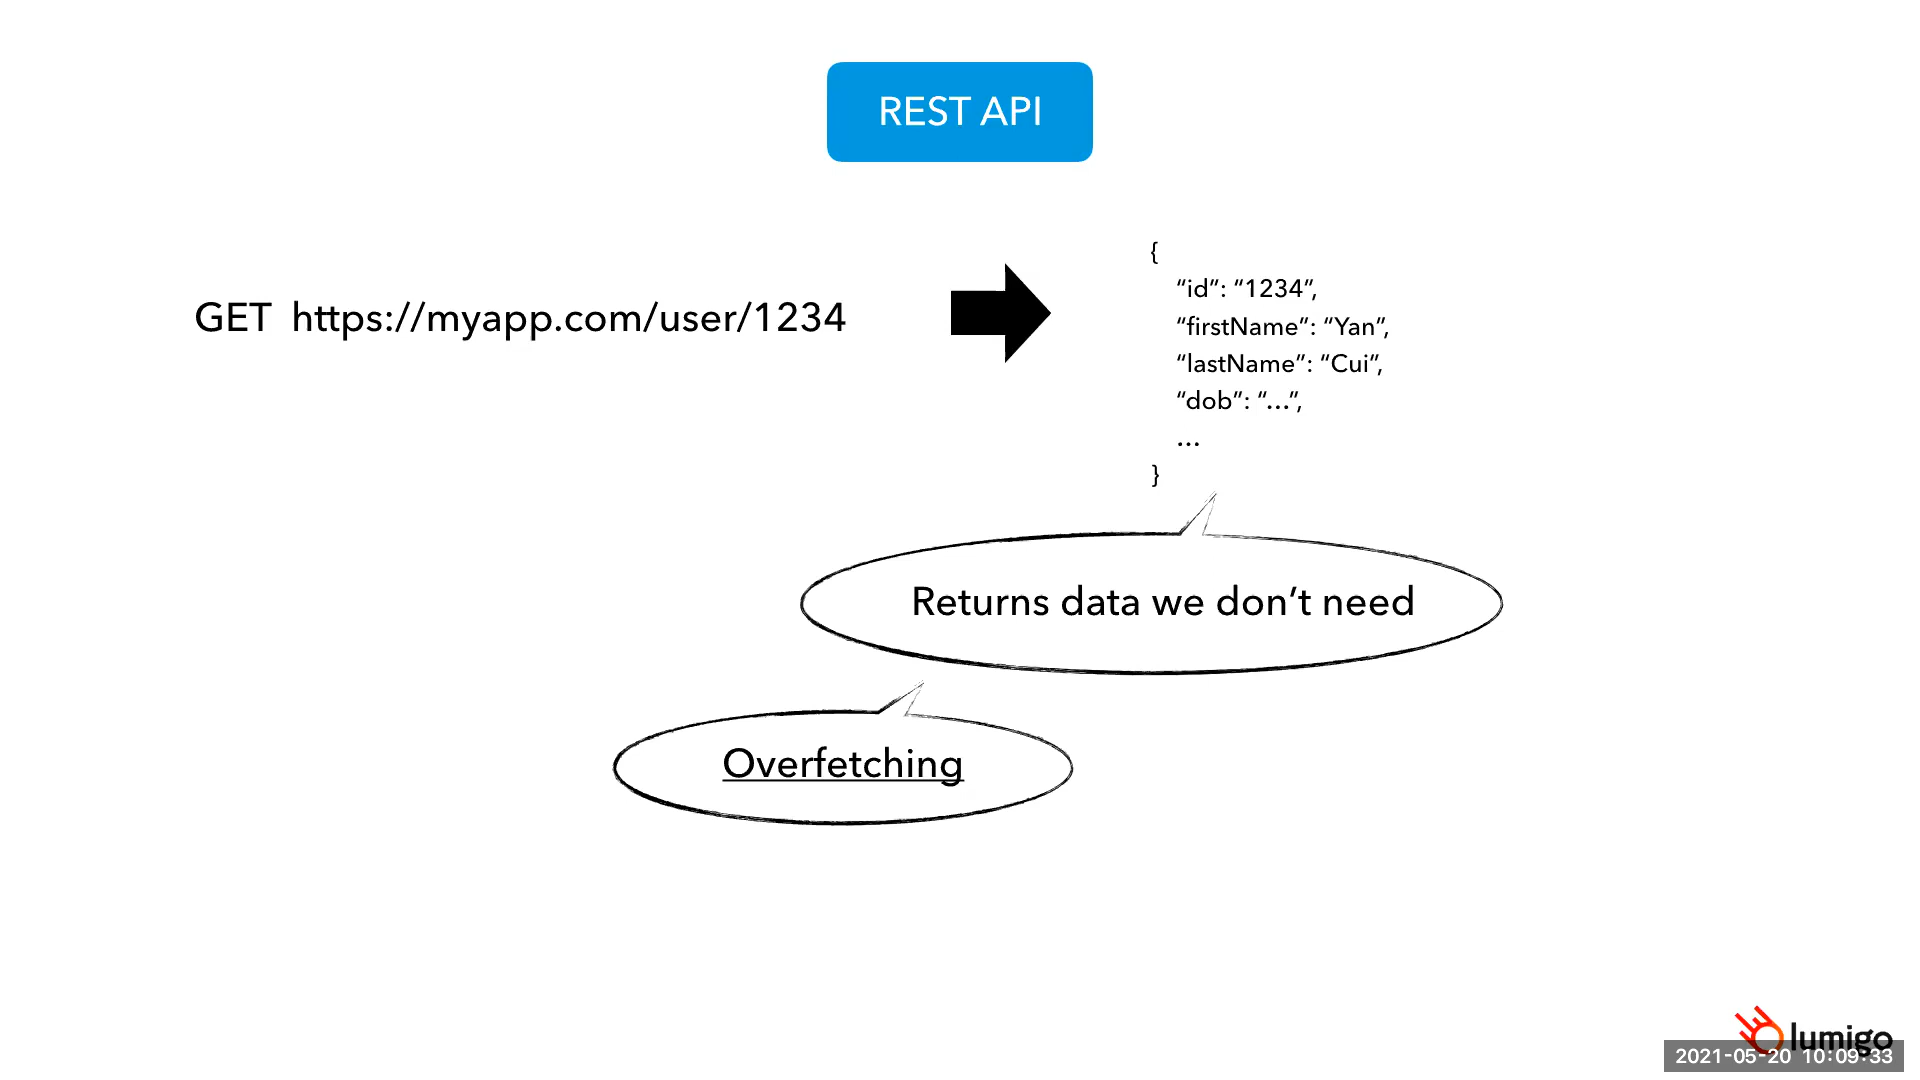 REST API
GET https://myapp.com/user/1234
{
“id”: “1234”,
“firstName”: “Yan”,
“lastName”: “Cui”,
“dob”: “…”,
…
}
Returns data we don’t need
Overfetching
lumigo
2021-05-20 10:09:33